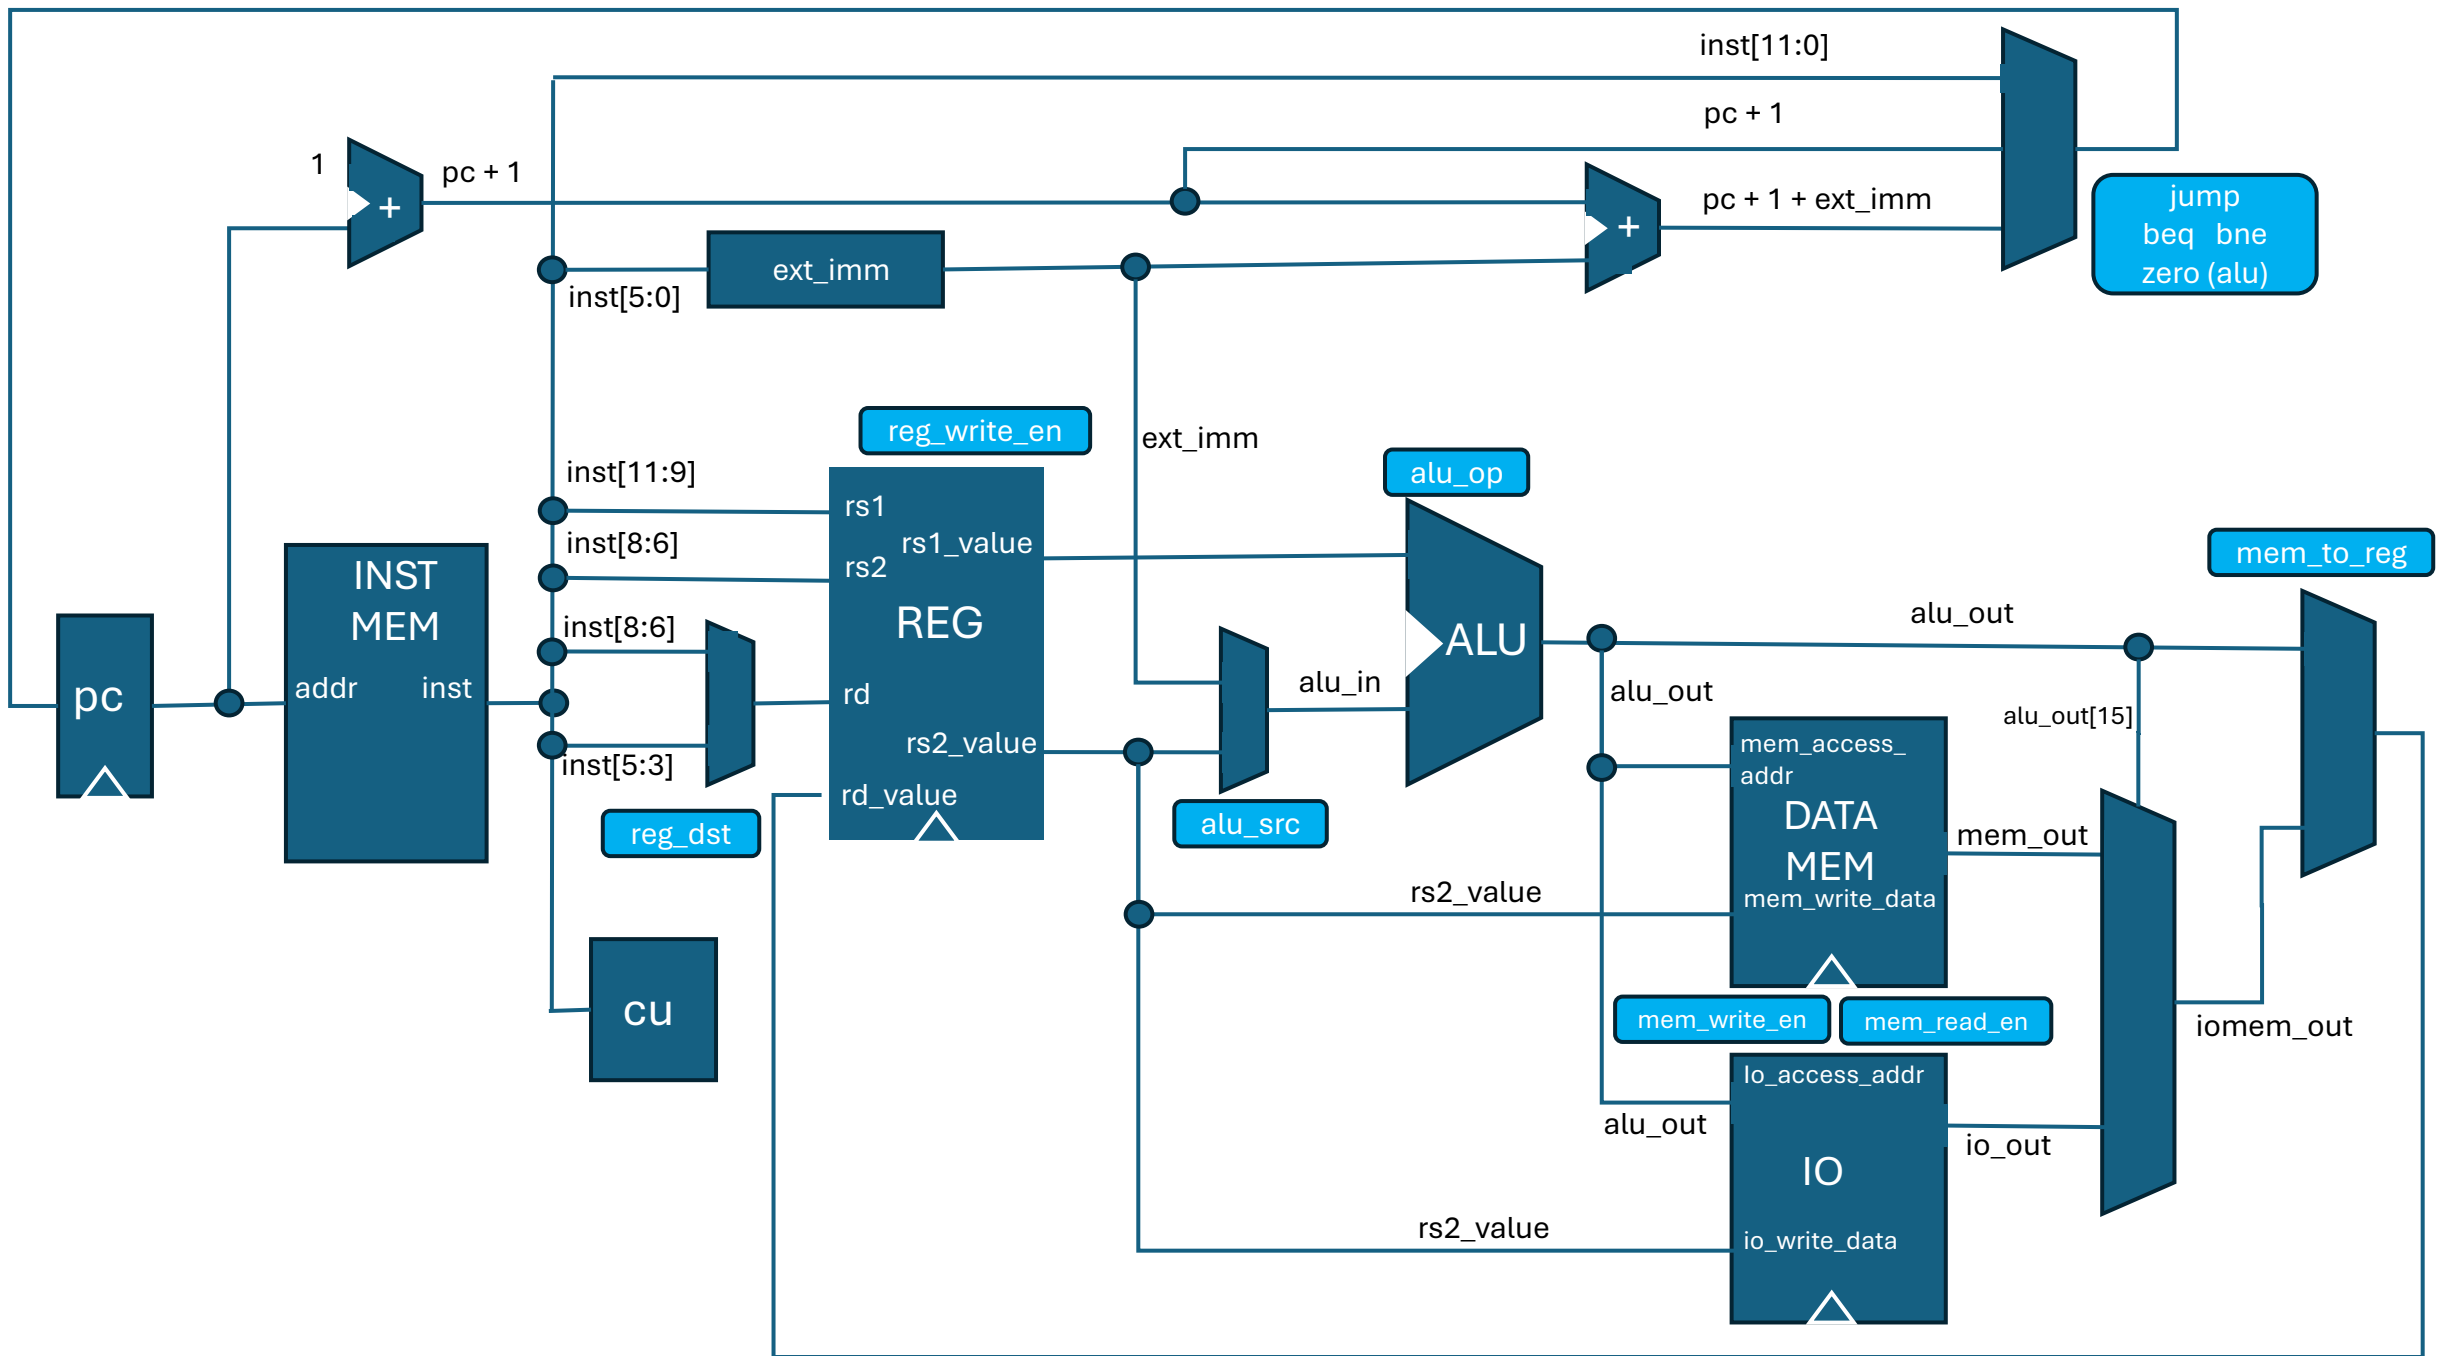 inst[11:0]
pc + 1
1
pc + 1
+
pc + 1 + ext_imm
+
jump
beq bne
zero (alu)
ext_imm
inst[5:0]
reg_write_en
ext_imm
inst[11:9]
alu_op
rs1
inst[8:6]
rs1_value
rs2
mem_to_reg
INST
MEM
REG
inst[8:6]
ALU
alu_out
addr
inst
pc
rd
alu_in
alu_out
alu_out[15]
rs2_value
inst[5:3]
rd_value
mem_access_
addr
reg_dst
alu_src
DATA
MEM
mem_out
rs2_value
mem_write_data
cu
mem_write_en
mem_read_en
iomem_out
Io_access_addr
alu_out
io_out
IO
rs2_value
io_write_data